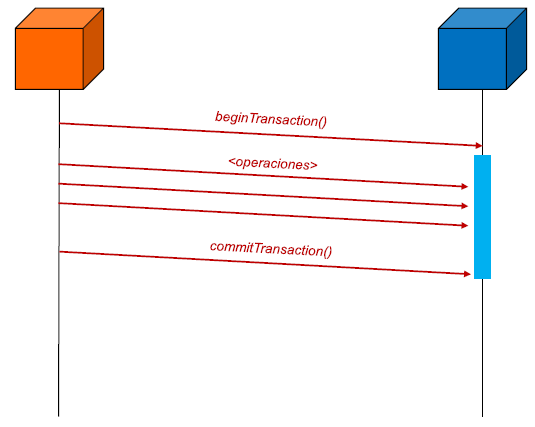 beginTransaction()
<operaciones>
commitTransaction()